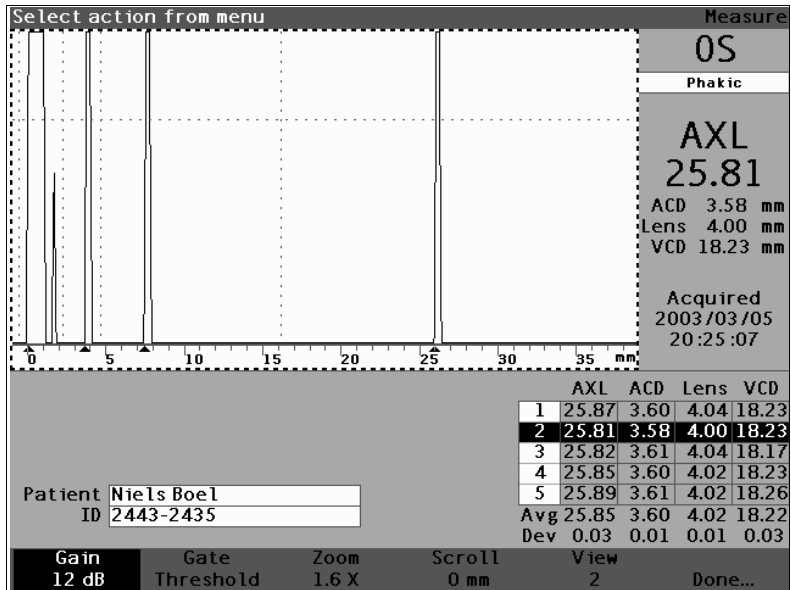 Select action from menu Measure
OS
Phakic
AXL
25.81
ACD 3.58 mm
Lens 4.00 mm
VCD 18.23 mm
Acquired
2003/03/05
20:25:07
0 5 10 15 20 25 30 35 mm
AXL ACD Lens VCD
1 25.87 3.60 4.04 18.23
2 25.81 3.58 4.00 18.23
3 25.82 3.61 4.04 18.17
4 25.85 3.60 4.02 18.23
5 25.89 3.61 4.02 18.26
Avg 25.85 3.60 4.02 18.22
Dev 0.03 0.01 0.01 0.03
Patient Niels Boel
ID 2443-2435
Gain Gate Zoom Scroll View
12 dB Threshold 1.6 X 0 mm 2 Done...